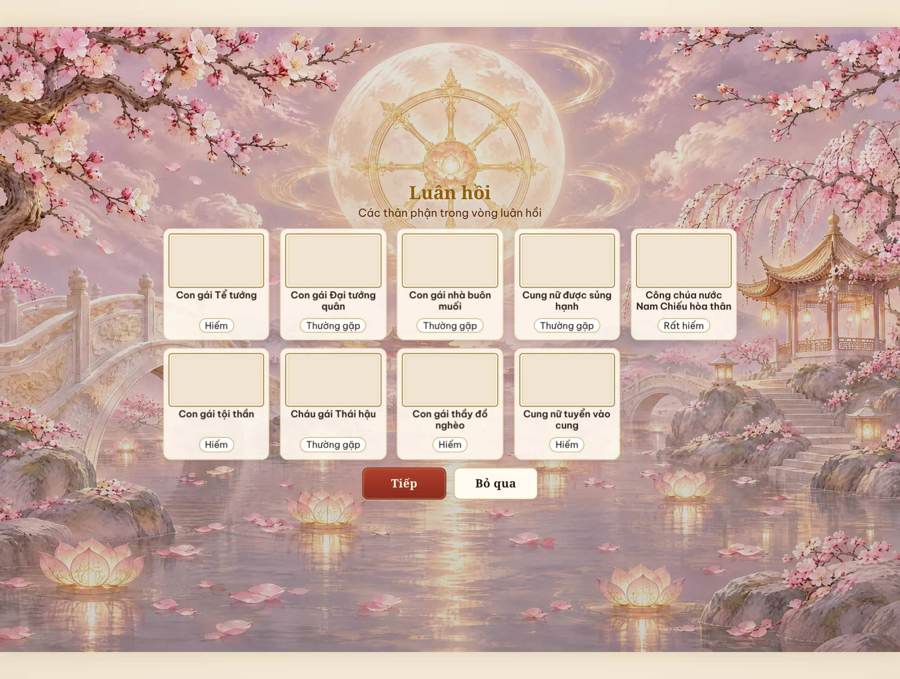 Luân hồi
Các thân phận trong vòng luân hồi
Con gái Tể tướng
Hiếm
Con gái Đại tướng
quân
Thường gặp
Con gái nhà buôn
muối
Thường gặp
Cung nữ được sủng
hạnh
Thường gặp
Công chúa nước
Nam Chiếu hòa thân
Rất hiếm
Con gái tội thần
Hiếm
Cháu gái Thái hậu
Thường gặp
Con gái thầy đồ
nghèo
Hiếm
Cung nữ tuyển vào
cung
Hiếm
Tiếp
Bỏ qua